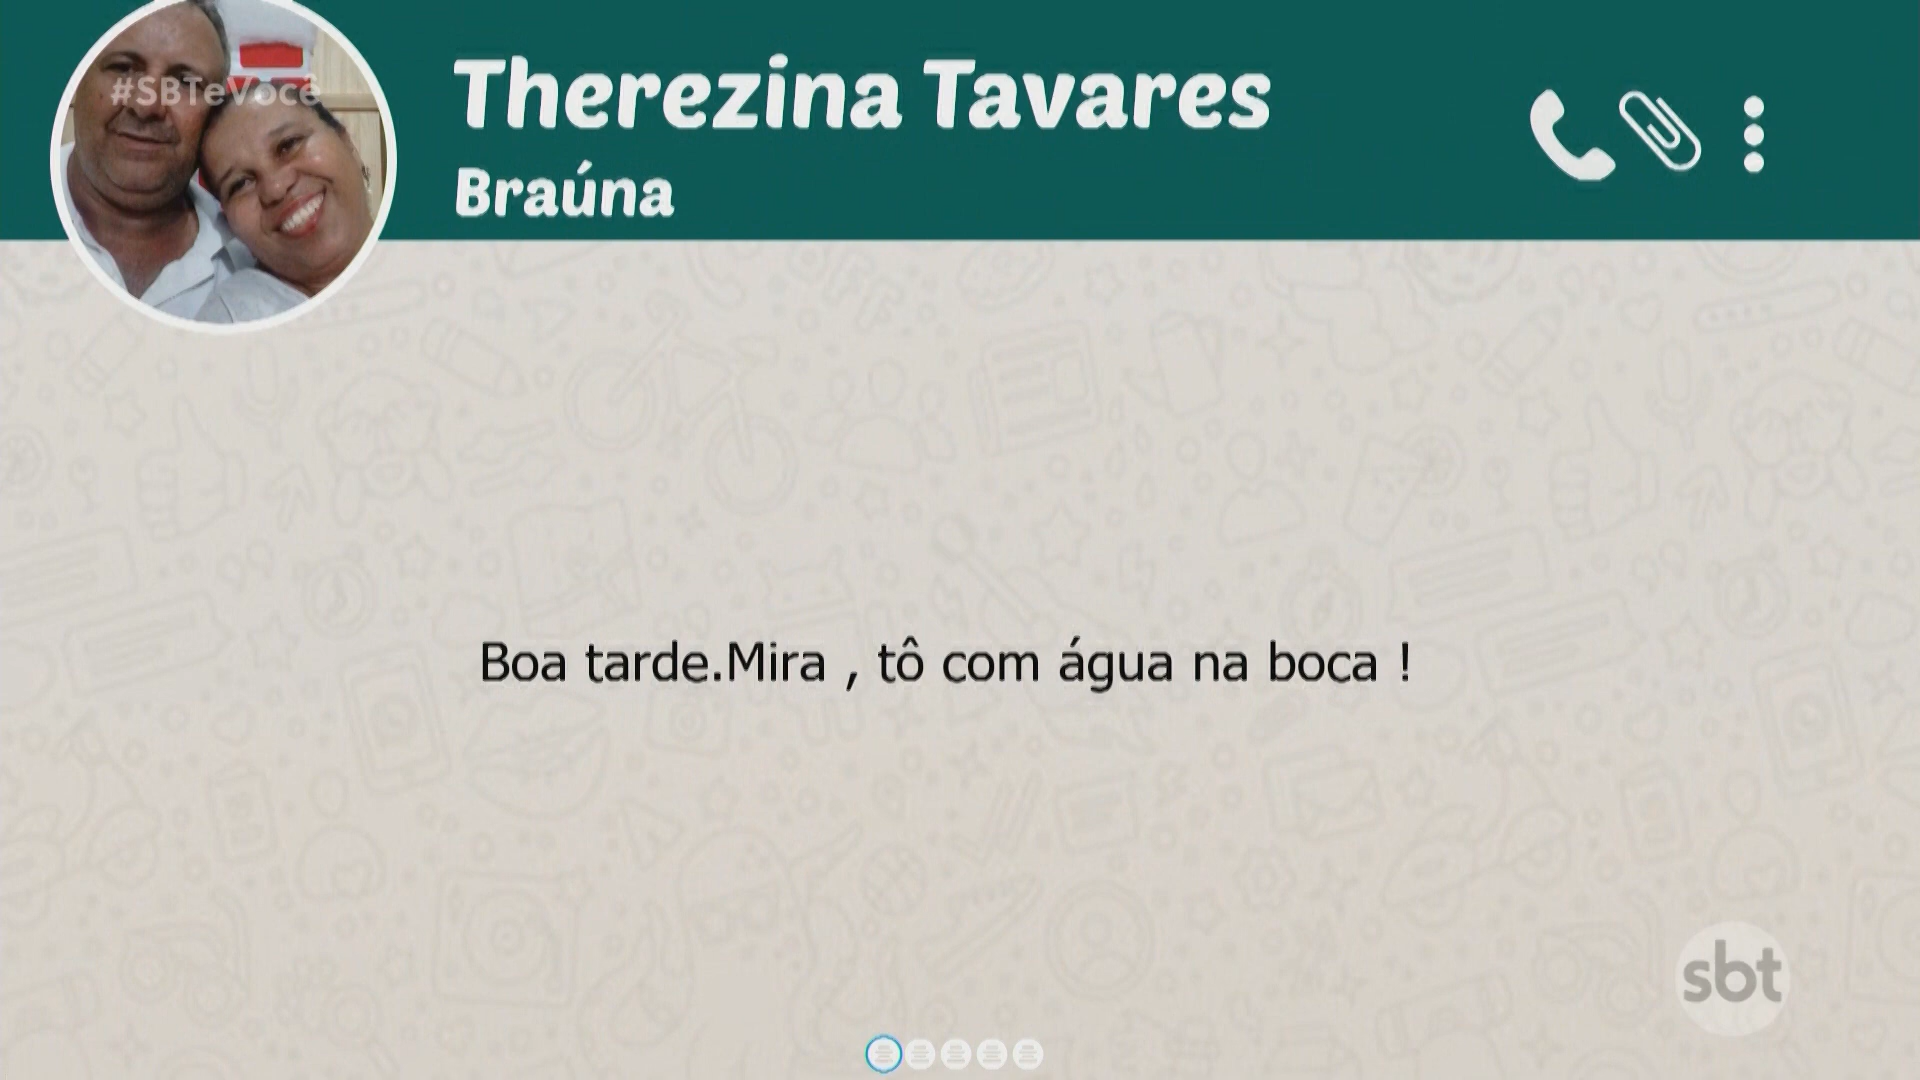 #SBTeVocê
Therezina Tavares
Braúna
Boa tarde.Mira , tô com água na boca !
sbt